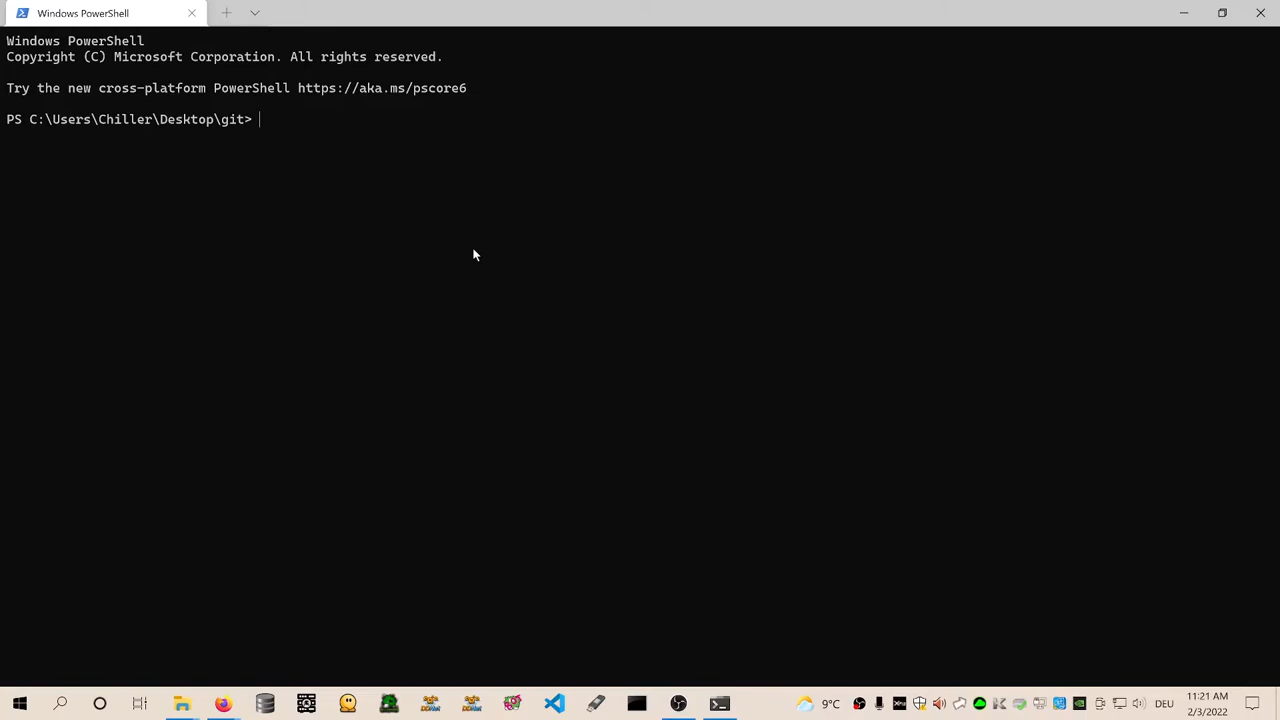 Windows PowerShell
Windows PowerShell
Copyright (C) Microsoft Corporation. All rights reserved.
Try the new cross-platform PowerShell https://aka.ms/pscore6
PS C:\Users\Chiller\Desktop\git>
9°C
DEU
11:21 AM
2/3/2022